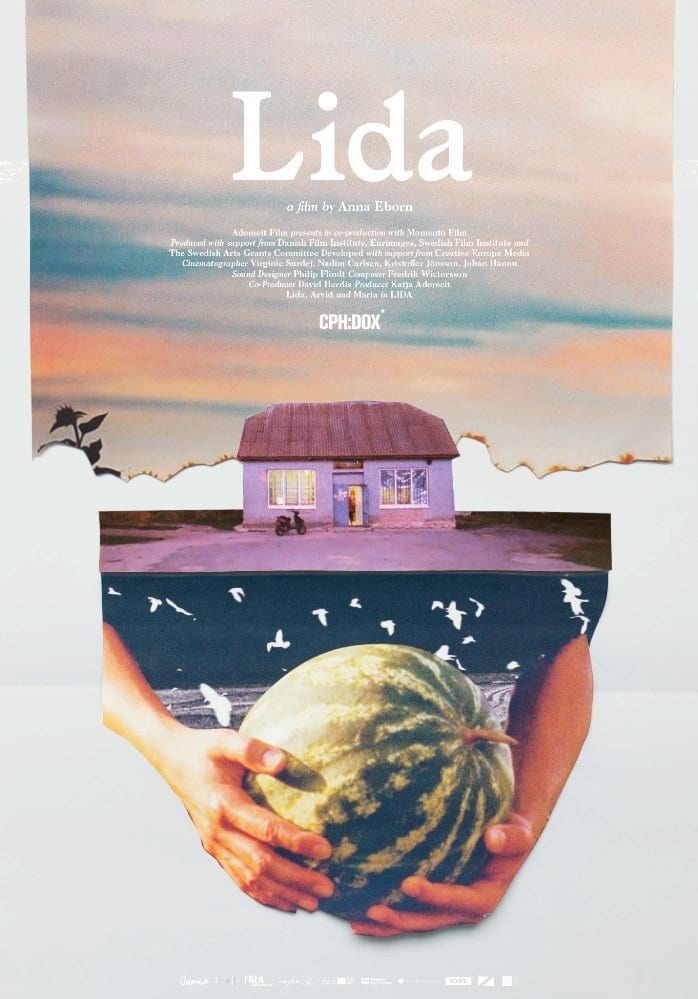 Lida
a film by Anna Eborn
Adomeit Film presents in co-production with Momento Film
Produced with support from Danish Film Institute, Eurimages, Swedish Film Institute and
The Swedish Arts Grants Committee Developed with support from Creative Europe Media
Cinematographer Virginie Surdej, Nadim Carlsen, Kristoffer Jönsson, Johan Hannu
Sound Designer Philip Flindt Composer Fredrik Wictorsson
Co-Producer David Herdis Producer Katja Adomeit
Lida, Arvid and Maria in LIDA
CPH:DOX*
DR